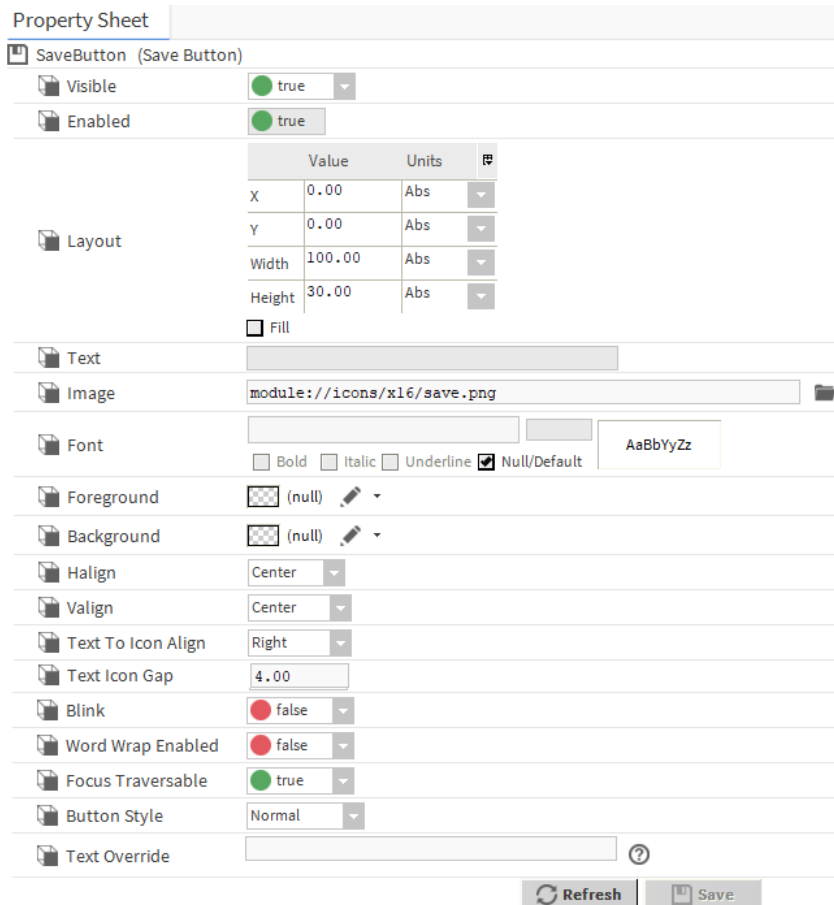 Property Sheet
SaveButton (Save Button)
Visible true
Enabled true
Value Units
X 0.00 Abs
Y 0.00 Abs
Layout
Width 100.00 Abs
Height 30.00 Abs
Fill
Text
Image module://icons/x16/save.png
Font AaBbYyZz
Bold Italic Underline Null/Default
Foreground (null)
Background (null)
Halign Center
Valign Center
Text To Icon Align Right
Text Icon Gap 4.00
Blink false
Word Wrap Enabled false
Focus Traversable true
Button Style Normal
Text Override ?
Refresh Save